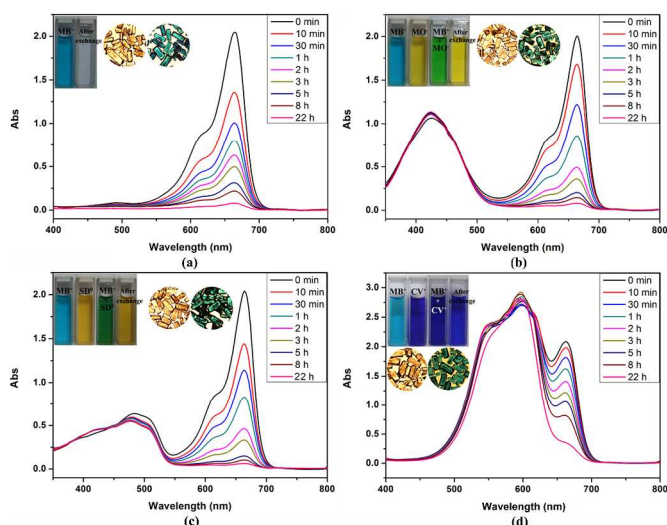 MB⁺
After exchange
0 min
10 min
30 min
1 h
2 h
3 h
5 h
8 h
22 h
Abs
2.0
1.5
1.0
0.5
0.0
400 500 600 700 800
Wavelength (nm)
(a)
MB⁺
MO⁻
MB⁺
+
MO⁻
After exchange
0 min
10 min
30 min
1 h
2 h
3 h
5 h
8 h
22 h
Abs
2.0
1.5
1.0
0.5
0.0
400 500 600 700 800
Wavelength (nm)
(b)
MB⁺
SD⁰
MB⁺
+
SD⁰
After exchange
0 min
10 min
30 min
1 h
2 h
3 h
5 h
8 h
22 h
Abs
2.0
1.5
1.0
0.5
0.0
400 500 600 700 800
Wavelength (nm)
(c)
MB⁺
CV⁺
MB⁺
+
CV⁺
After exchange
0 min
10 min
30 min
1 h
2 h
3 h
5 h
8 h
22 h
Abs
3.0
2.5
2.0
1.5
1.0
0.5
0.0
400 500 600 700 800
Wavelength (nm)
(d)